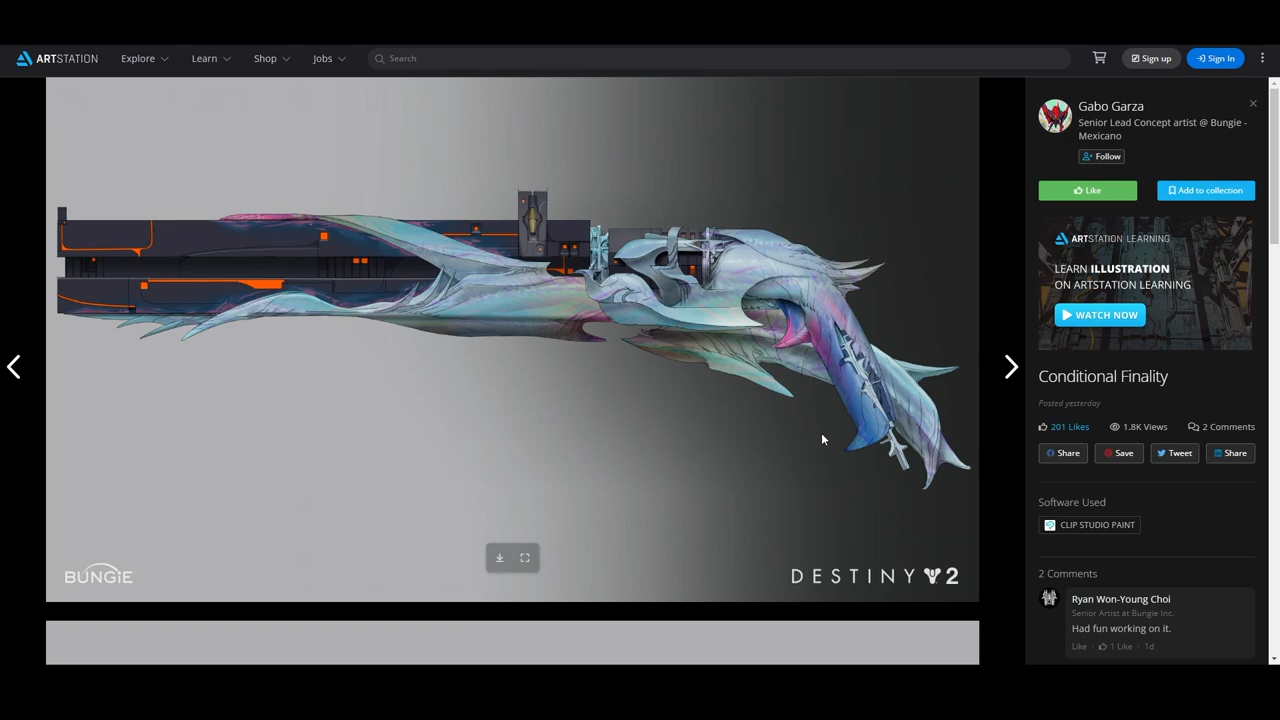 ARTSTATION
Explore
Learn
Shop
Jobs
Search
Sign up
Sign In
BUNGiE
DESTINY 2
Gabo Garza
Senior Lead Concept artist @ Bungie -
Mexicano
Follow
Like
Add to collection
ARTSTATION LEARNING
LEARN ILLUSTRATION
ON ARTSTATION LEARNING
WATCH NOW
Conditional Finality
Posted yesterday
201 Likes
1.8K Views
2 Comments
Share
Save
Tweet
Share
Software Used
CLIP STUDIO PAINT
2 Comments
Ryan Won-Young Choi
Senior Artist at Bungie Inc.
Had fun working on it.
Like · 1 Like · 1d